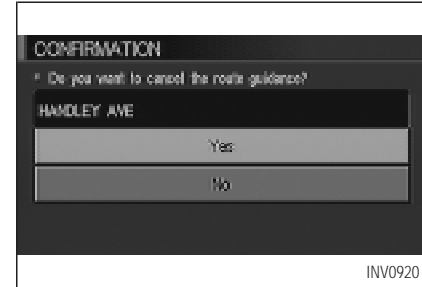 CONFIRMATION
Do you want to cancel the route guidance?
HANDLEY AVE
Yes
No
INV0920